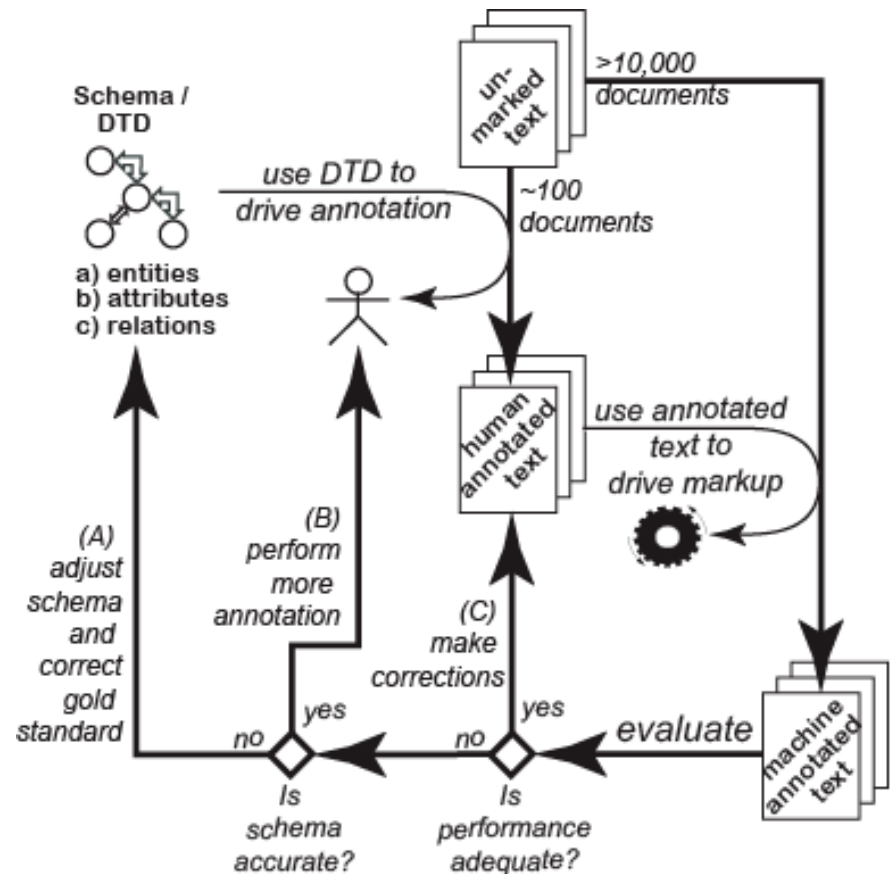 un-
marked
text
>10,000
documents
Schema /
DTD
use DTD to
drive annotation
~100
documents
a) entities
b) attributes
c) relations
human
annotated
text
use annotated
text to
drive markup
(A)
adjust
schema
and
correct
gold
standard
(B)
perform
more
annotation
(C)
make
corrections
machine
annotated
text
evaluate
yes
no
Is
performance
adequate?
yes
no
Is
schema
accurate?